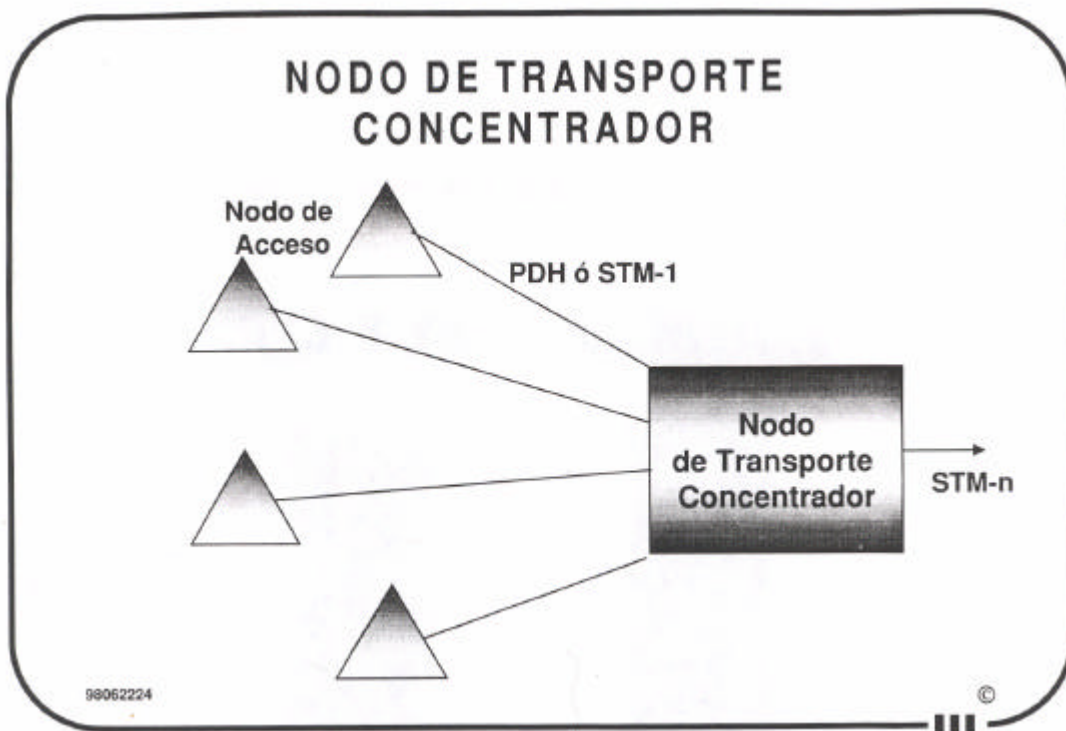 NODO DE TRANSPORTE
CONCENTRADOR
Nodo de
Acceso
PDH ó STM-1
Nodo
de Transporte
Concentrador
STM-n
98062224
©